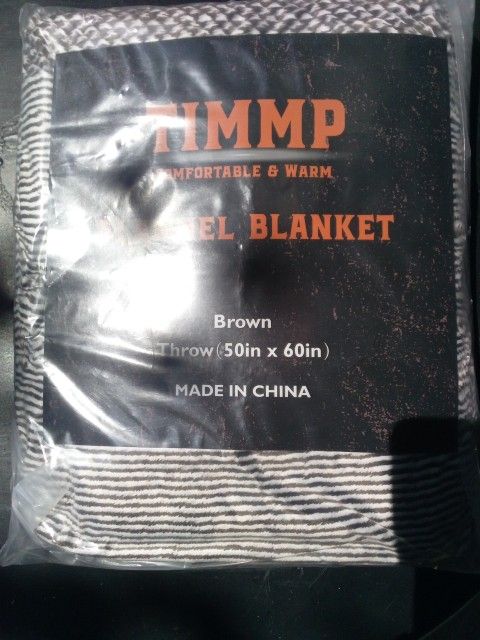 TIMMP
COMFORTABLE & WARM
BLANKET
Brown
Throw(50in x 60in)
MADE IN CHINA